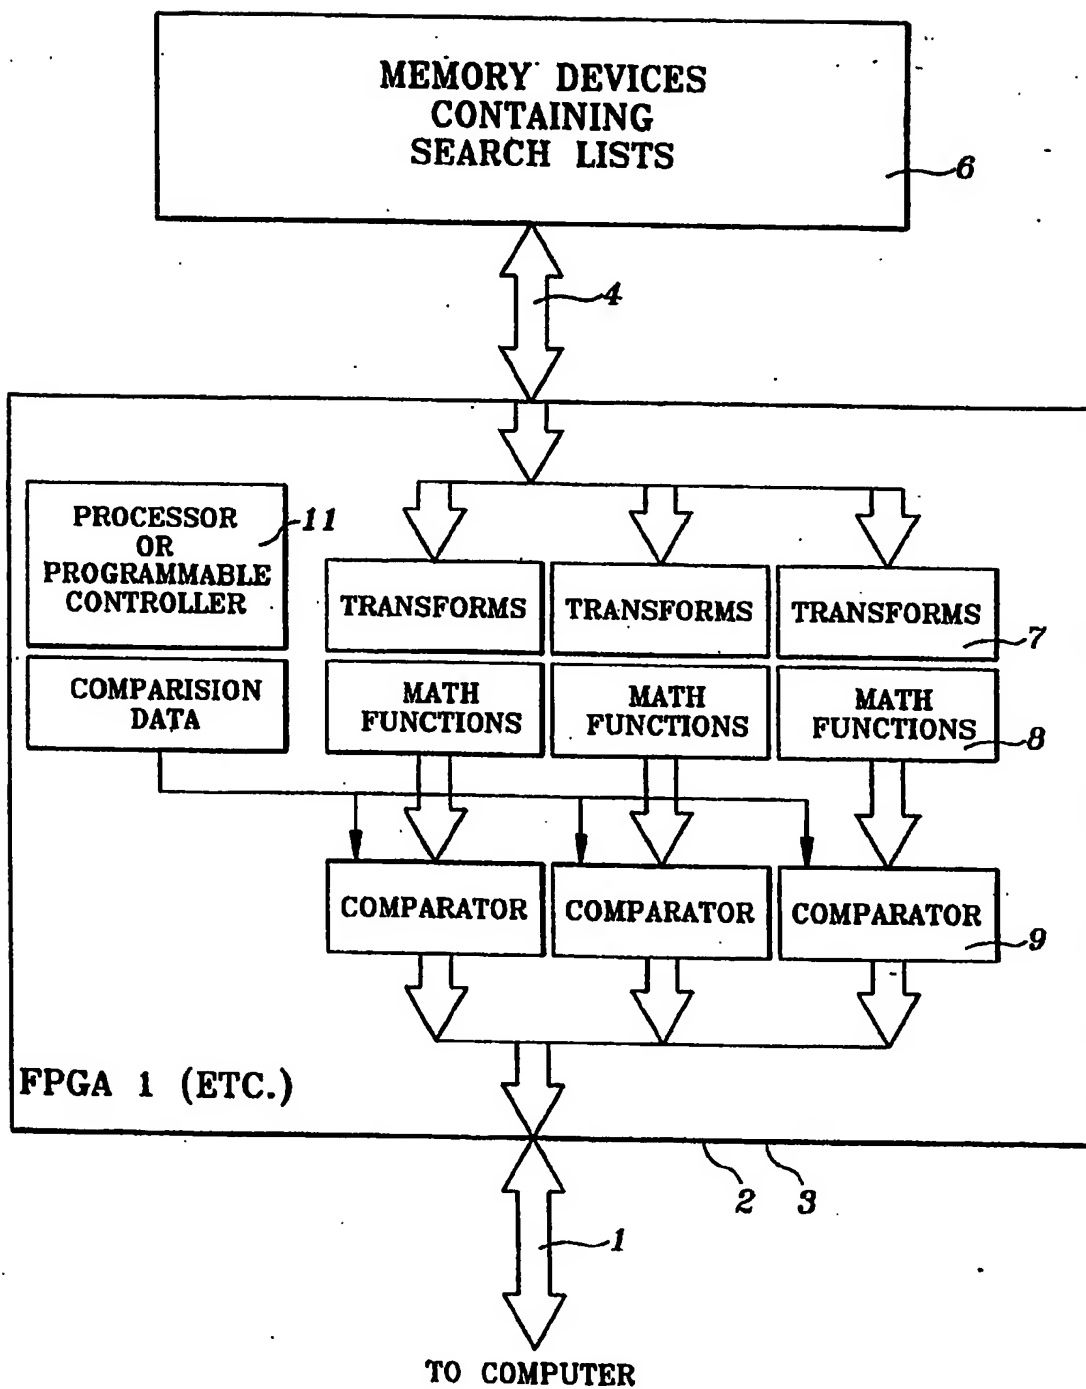 MEMORY DEVICES
CONTAINING
SEARCH LISTS
6
4
PROCESSOR
OR
PROGRAMMABLE
CONTROLLER
11
TRANSFORMS
TRANSFORMS
TRANSFORMS
7
COMPARISION
DATA
MATH
FUNCTIONS
MATH
FUNCTIONS
MATH
FUNCTIONS
8
COMPARATOR
COMPARATOR
COMPARATOR
9
FPGA 1 (ETC.)
2
3
1
TO COMPUTER